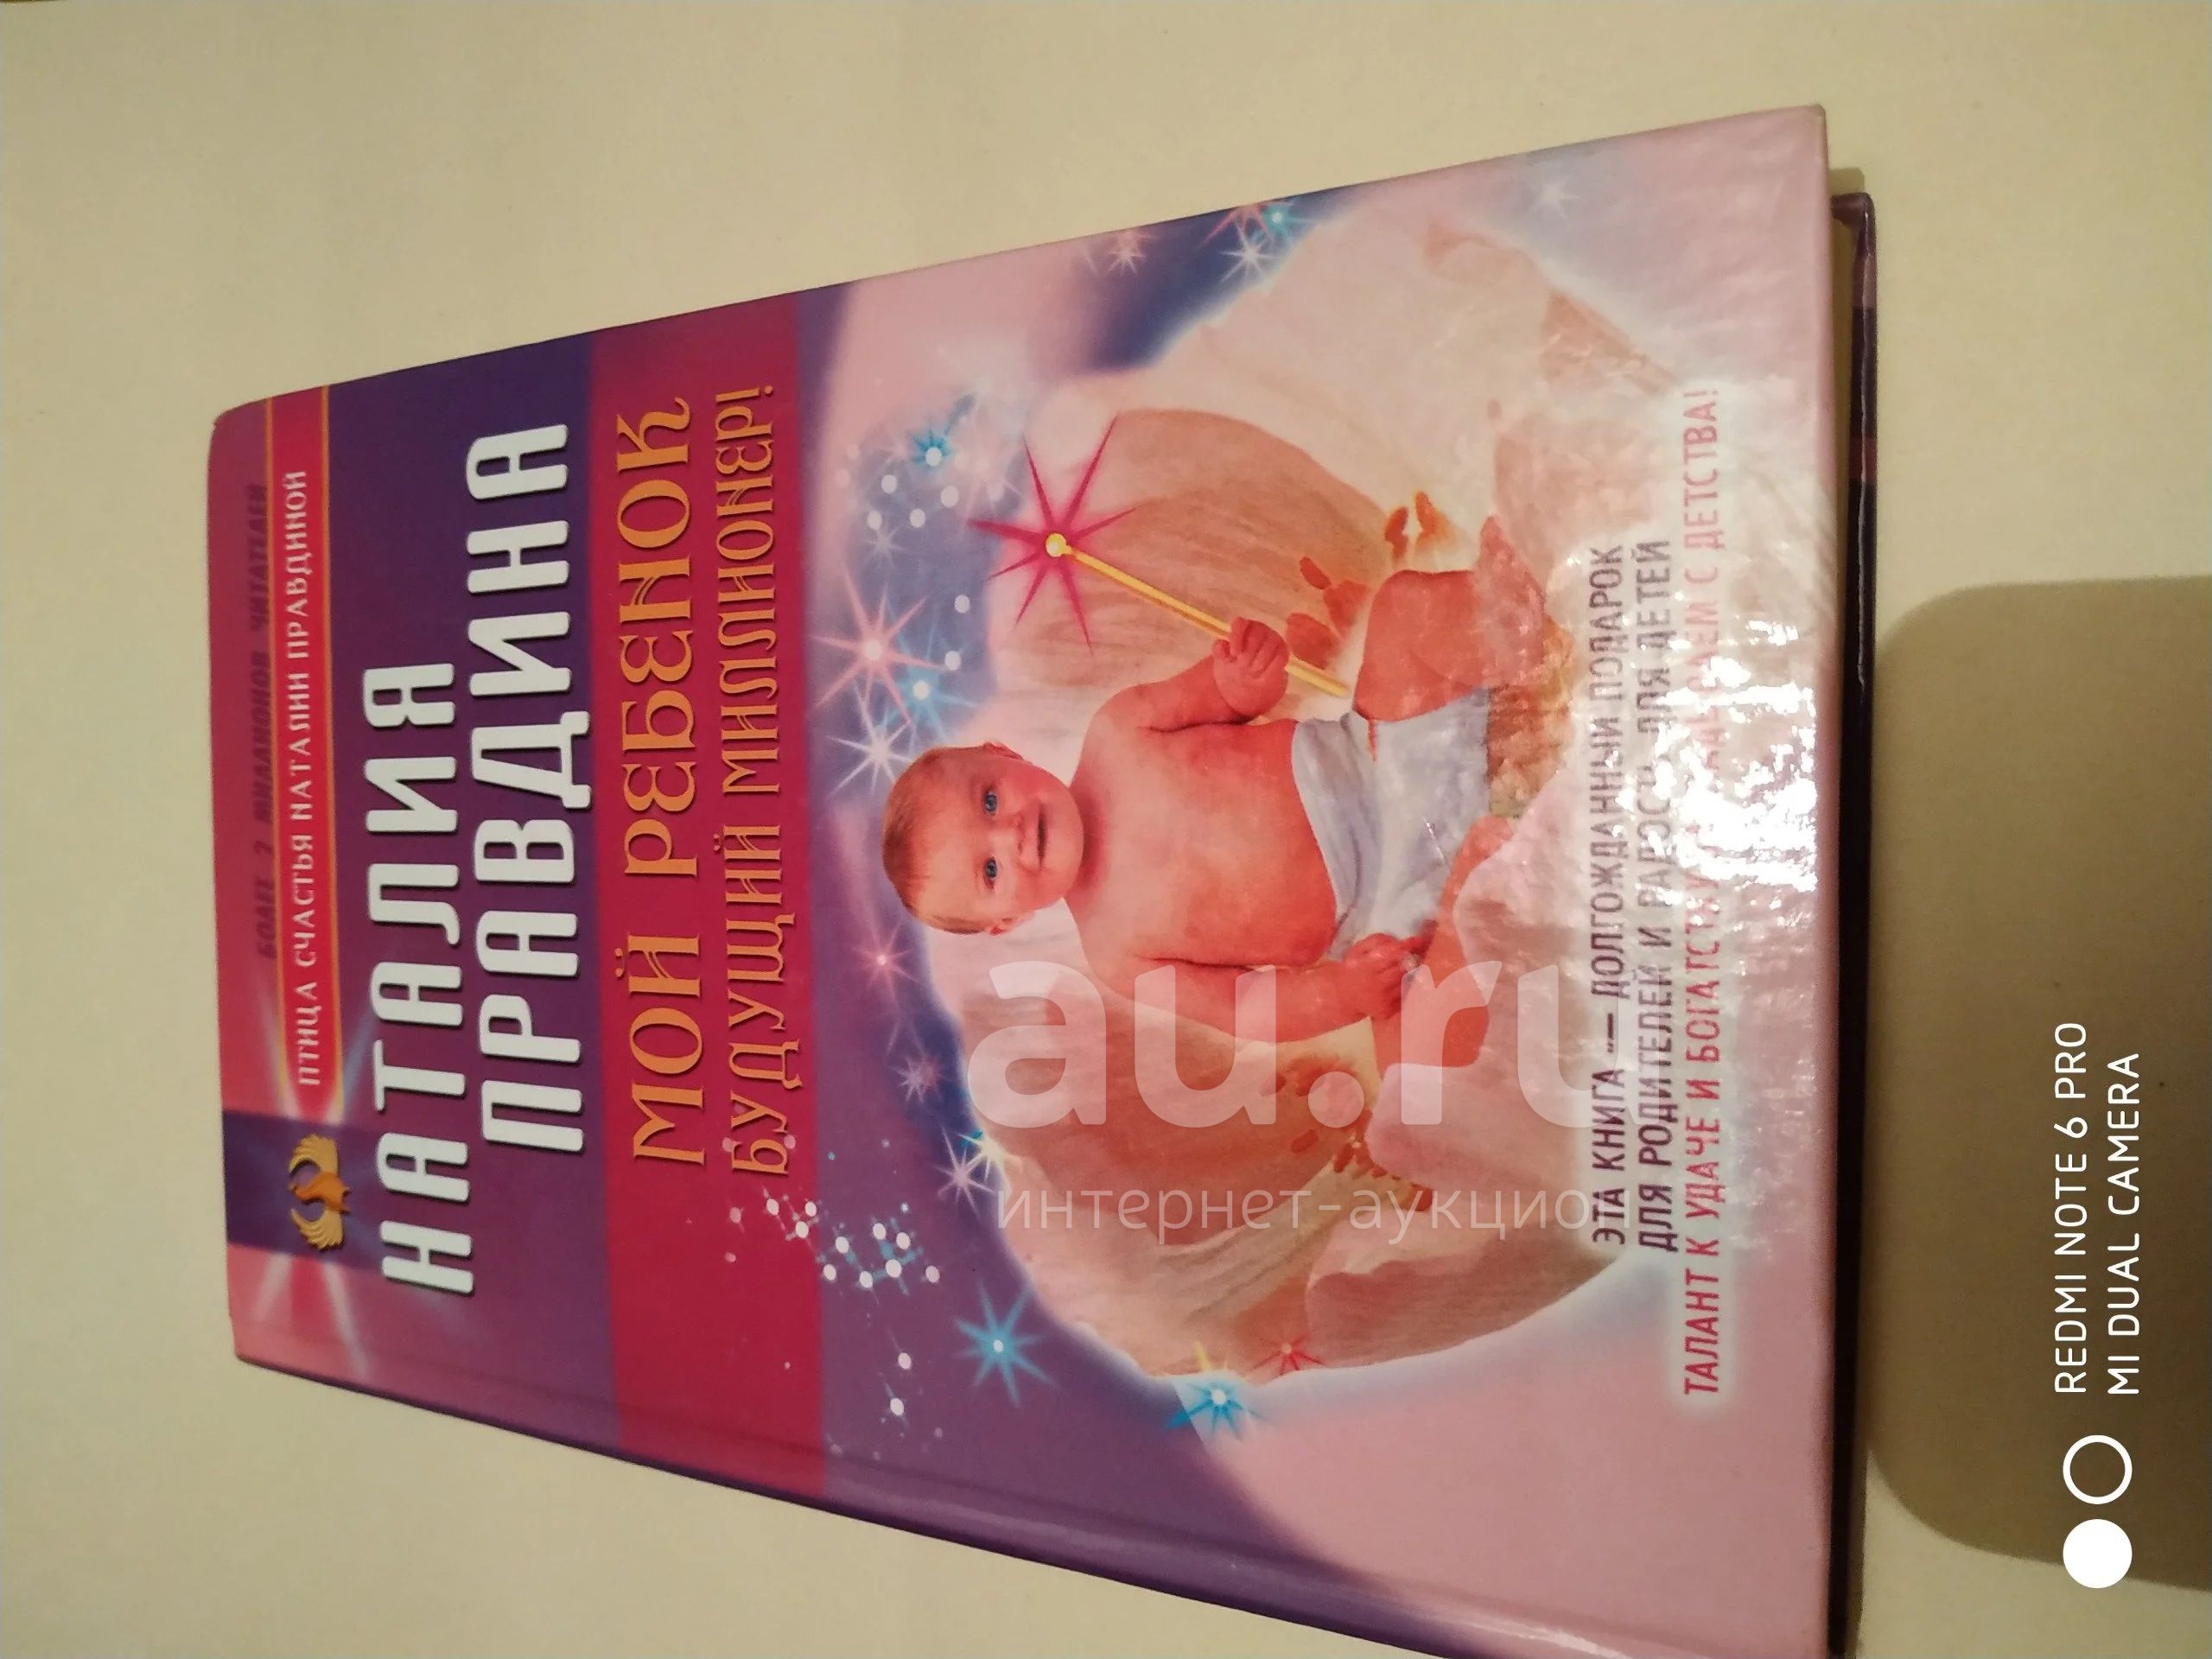 БОЛЕЕ 2 МИЛЛИОНОВ ЧИТАТЕЛЕЙ
ПТИЦА СЧАСТЬЯ НАТАЛИИ ПРАВДИНОЙ
НАТАЛИЯ
ПРАВДИНА
МОЙ РЕБЕНОК
БУДУЩИЙ МИЛЛИОНЕР!
ЭТА КНИГА — ДОЛГОЖДАННЫЙ ПОДАРОК
ДЛЯ РОДИТЕЛЕЙ И РАДОСТЬ ДЛЯ ДЕТЕЙ
ТАЛАНТ К УДАЧЕ И БОГАТСТВУ С ДЕТСТВА!
au.ru
интернет-аукцион
REDMI NOTE 6 PRO
MI DUAL CAMERA